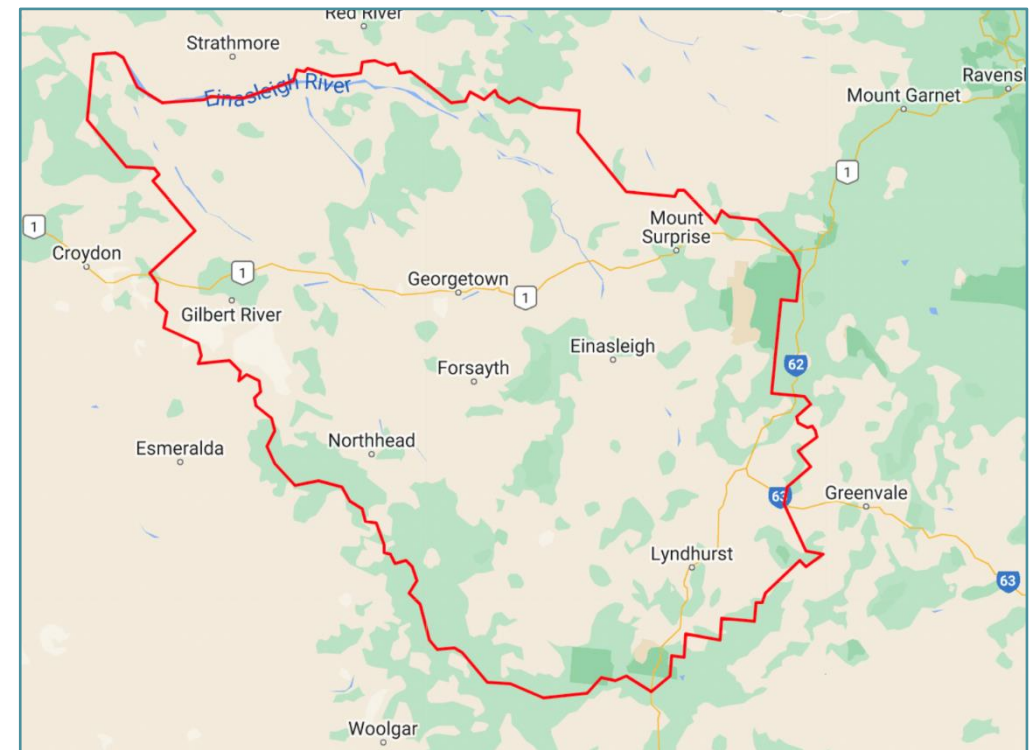 Red River
Strathmore
Einasleigh River
Ravensl
Mount Garnet
1
1
Croydon
Mount
Surprise
1
Georgetown
1
Gilbert River
Einasleigh
Forsayth
62
Northhead
Esmeralda
63
Greenvale
Lyndhurst
63
Woolgar